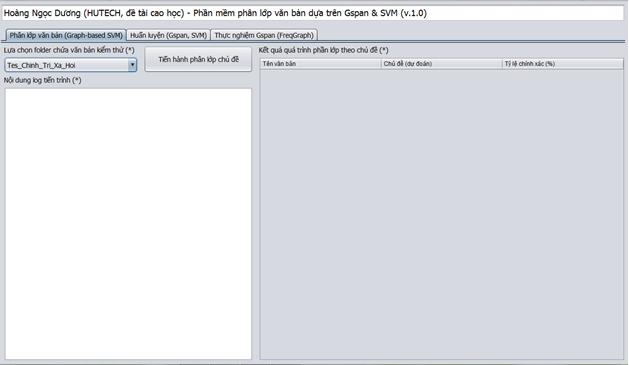 Hoàng Ngọc Dương (HUTECH, đề tài cao học) - Phần mềm phân lớp văn bản dựa trên Gspan & SVM (v.1.0)
Phân lớp văn bản (Graph-based SVM) Huấn luyện (Gspan, SVM) Thực nghiệm Gspan (FreqGraph)
Lựa chọn folder chứa văn bản kiểm thử (*)
Tes_Chinh_Tri_Xa_Hoi
Tiến hành phân lớp chủ đề
Nội dung log tiến trình (*)
Kết quả quá trình phân lớp theo chủ đề (*)
Tên văn bản Chủ đề (dự đoán) Tỷ lệ chính xác (%)